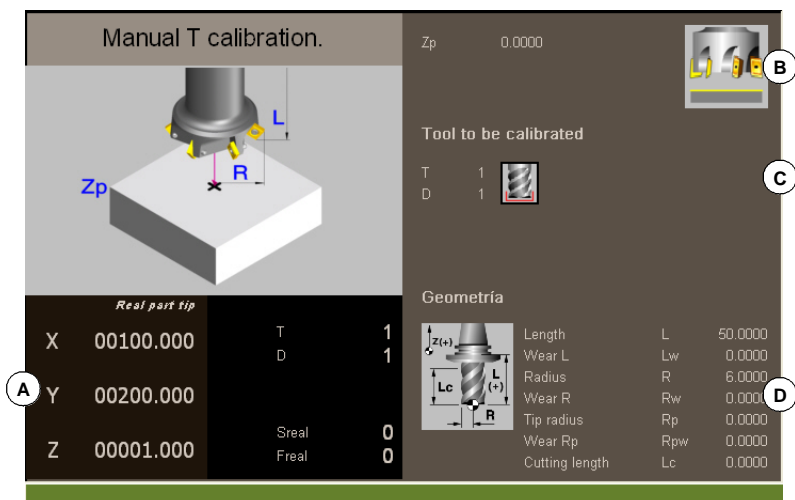 Manual T calibration.
L
R
Zp
Real part tip
X 00100.000
Y 00200.000
Z 00001.000
T 1
D 1
Sreal 0
Freal 0
A
Zp 0.0000
B
Tool to be calibrated
T 1
D 1
C
Geometría
Z(+)
Lc
L
(+)
R
Length L 50.0000
Wear L Lw 0.0000
Radius R 6.0000
Wear R Rw 0.0000
Tip radius Rp 0.0000
Wear Rp Rpw 0.0000
Cutting length Lc 0.0000
D